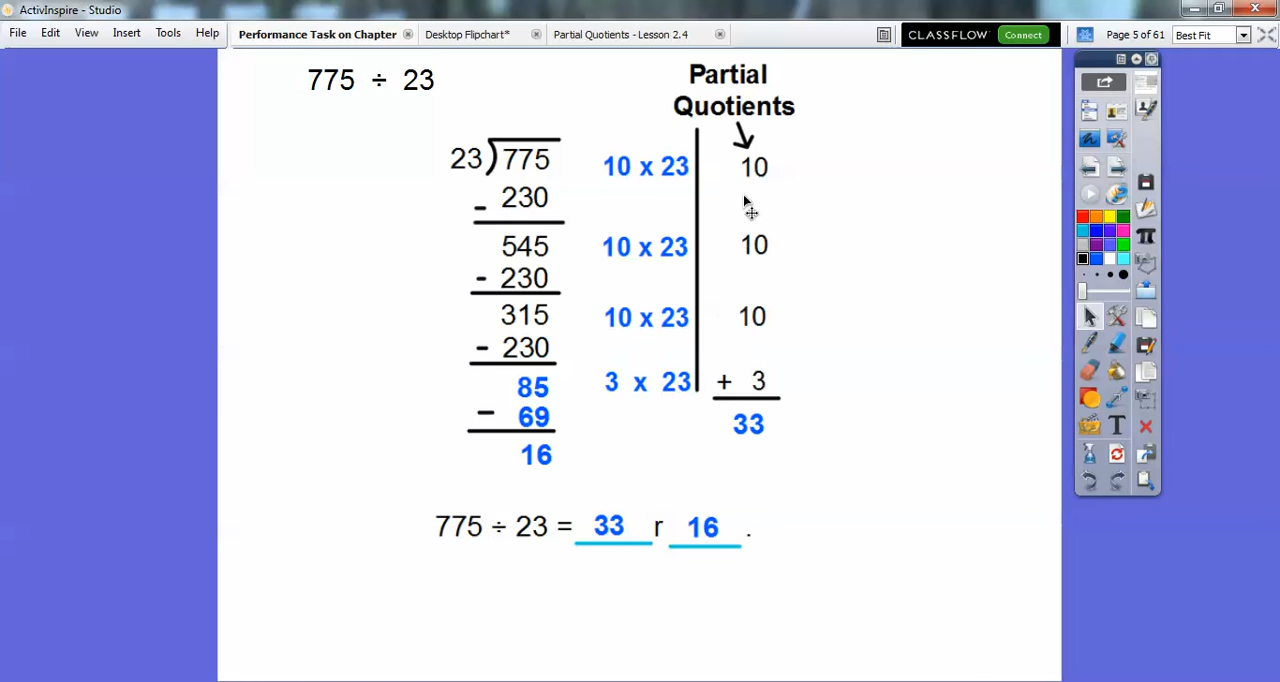 ActivInspire - Studio
File Edit View Insert Tools Help
Performance Task on Chapter
Desktop Flipchart*
Partial Quotients - Lesson 2.4
CLASSFLOW Connect
Page 5 of 61
Best Fit
775 ÷ 23
Partial
Quotients
23)775 10 x 23 10
- 230
545 10 x 23 10
- 230
315 10 x 23 10
- 230
85 3 x 23 + 3
- 69 33
16
775 ÷ 23 = 33 r 16 .